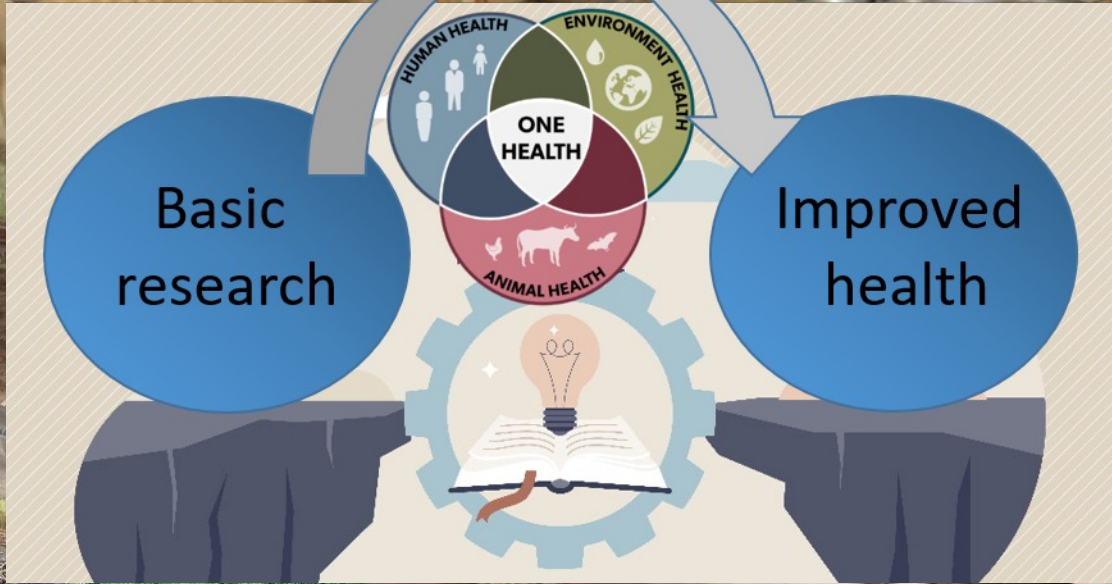 HUMAN HEALTH
ENVIRONMENT HEALTH
ONE
HEALTH
ANIMAL HEALTH
Basic
research
Improved
health